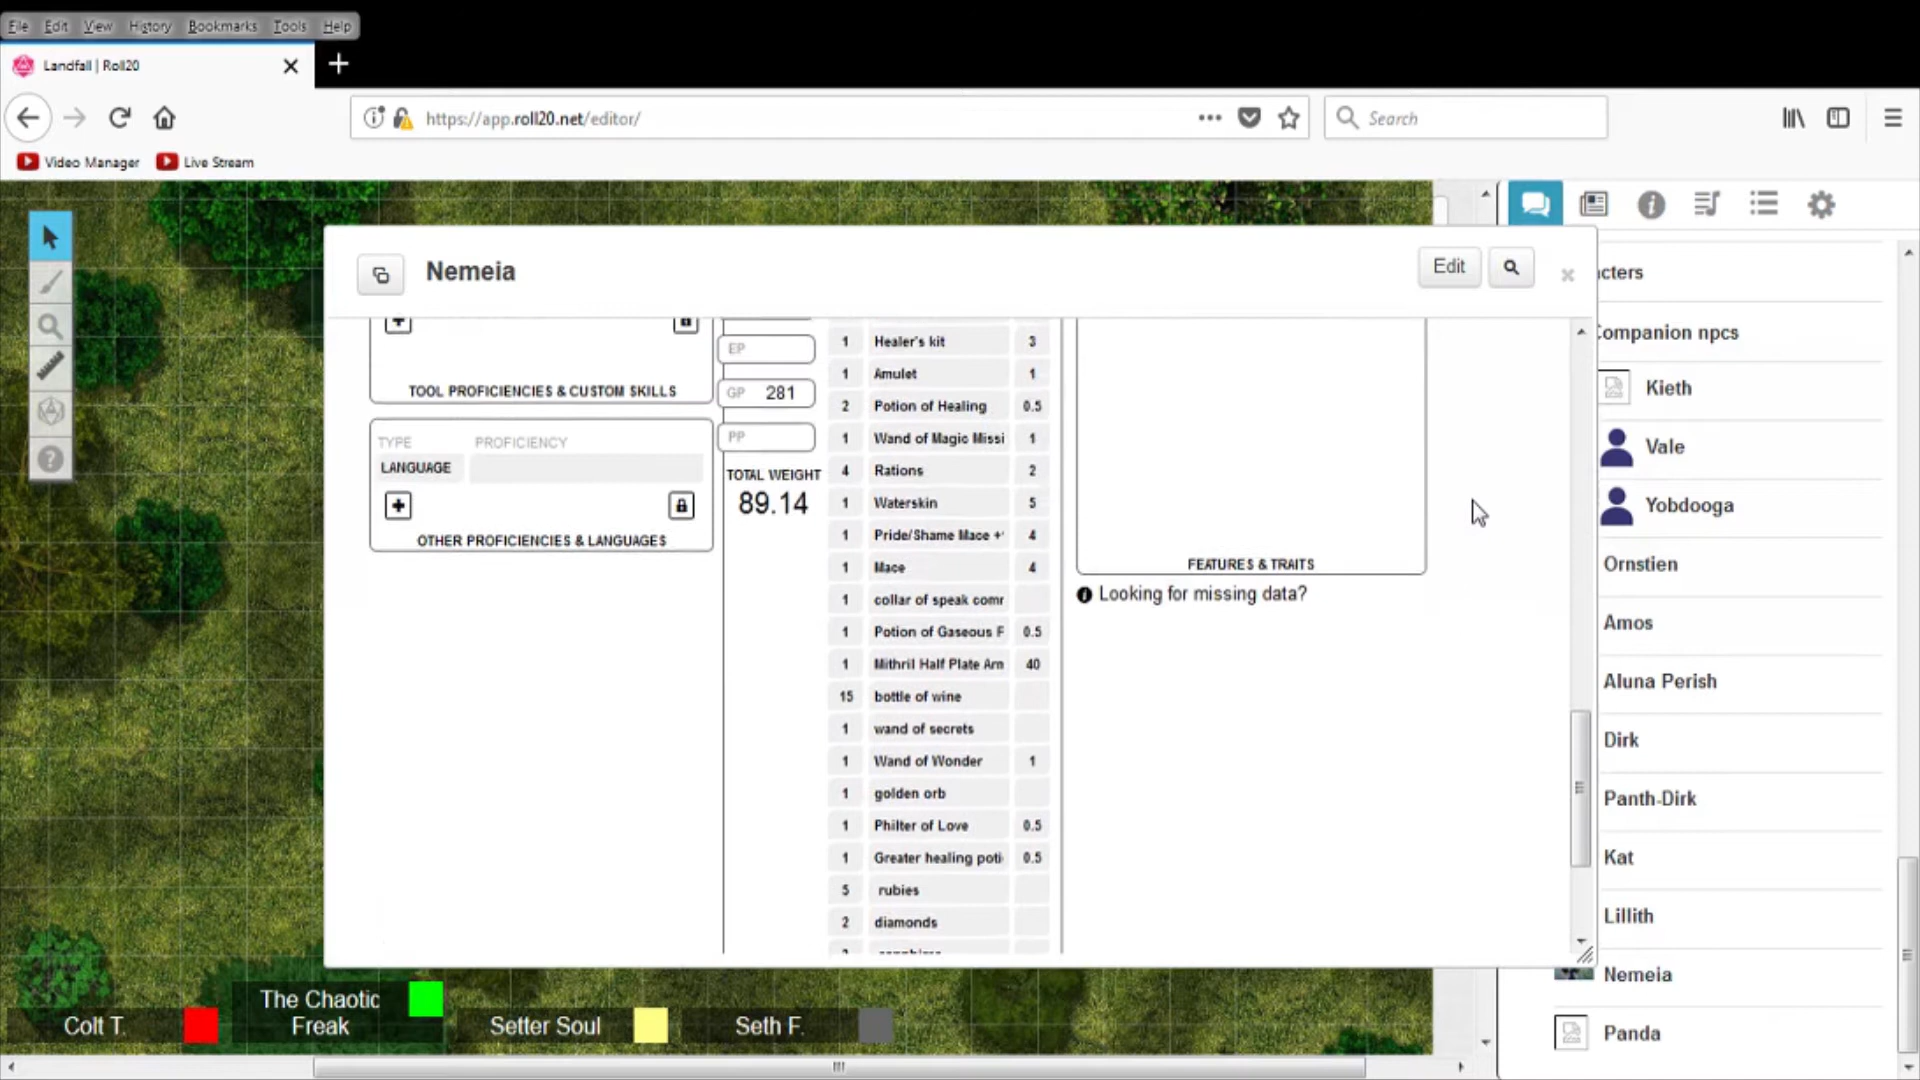 File Edit View History Bookmarks Tools Help
Landfall | Roll20
https://app.roll20.net/editor/
Search
Video Manager Live Stream
Nemeia
Edit
TOOL PROFICIENCIES & CUSTOM SKILLS
TYPE PROFICIENCY
LANGUAGE
OTHER PROFICIENCIES & LANGUAGES
EP
GP 281
PP
TOTAL WEIGHT
89.14
1 Healer's kit 3
1 Amulet 1
2 Potion of Healing 0.5
1 Wand of Magic Missi 1
4 Rations 2
1 Waterskin 5
1 Pride/Shame Mace + 4
1 Mace 4
1 collar of speak comr
1 Potion of Gaseous F 0.5
1 Mithril Half Plate Arm 40
15 bottle of wine
1 wand of secrets
1 Wand of Wonder 1
1 golden orb
1 Philter of Love 0.5
1 Greater healing poti 0.5
5 rubies
2 diamonds
FEATURES & TRAITS
Looking for missing data?
cters
Companion npcs
Kieth
Vale
Yobdooga
Ornstien
Amos
Aluna Perish
Dirk
Panth-Dirk
Kat
Lillith
Nemeia
Panda
Colt T.
The Chaotic
Freak
Setter Soul
Seth F.